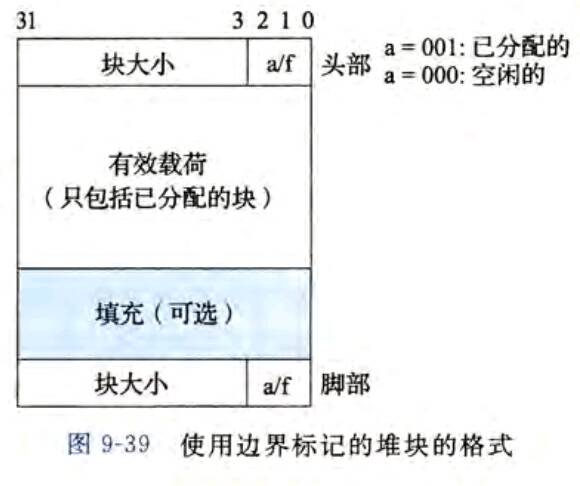 31 3 2 1 0
块大小 a/f 头部 a = 001: 已分配的
a = 000: 空闲的
有效载荷
（只包括已分配的块）
填充（可选）
块大小 a/f 脚部
图 9-39 使用边界标记的堆块的格式